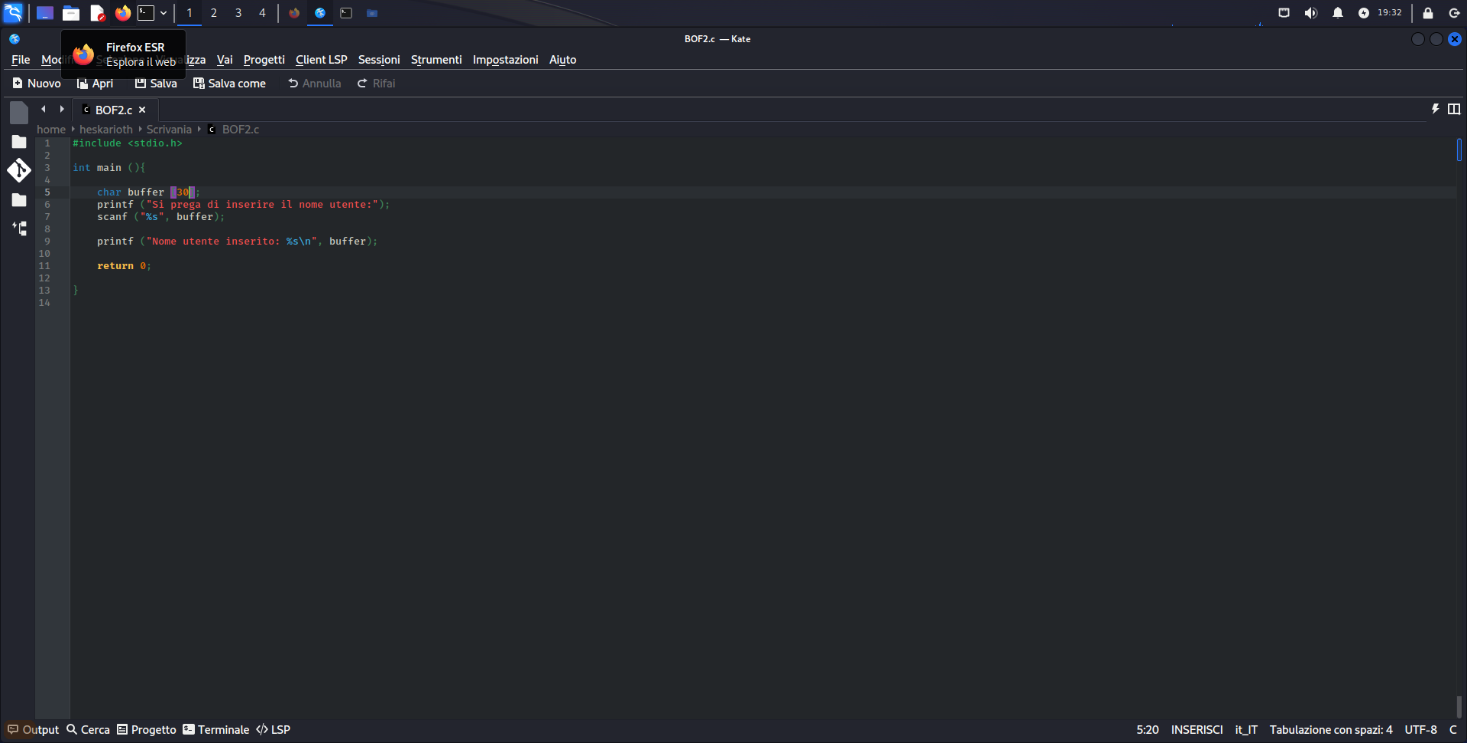 1 2 3 4 19:32
BOF2.c — Kate
Firefox ESR
Esplora il web
File Vai Progetti Client LSP Sessioni Strumenti Impostazioni Aiuto
Nuovo Apri Salva Salva come Annulla Rifai
BOF2.c
home heskarioth Scrivania BOF2.c
1 #include <stdio.h>
2
3 int main (){
4
5 char buffer [30];
6 printf ("Si prega di inserire il nome utente:");
7 scanf ("%s", buffer);
8
9 printf ("Nome utente inserito: %s\n", buffer);
10
11 return 0;
12
13 }
14
Output Cerca Progetto Terminale LSP 5:20 INSERISCI it_IT Tabulazione con spazi: 4 UTF-8 C